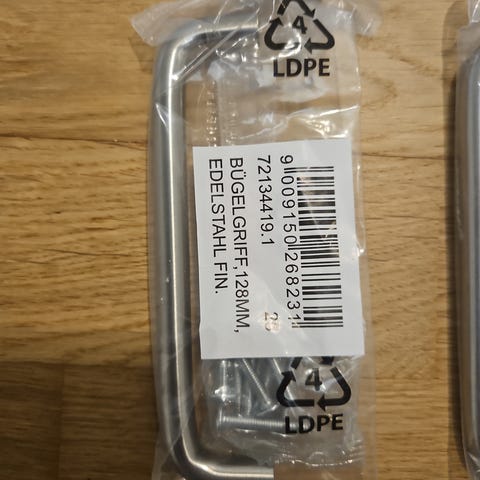 4
LDPE
9 009150 268231
72134419.1
BÜGELGRIFF,128MM,
EDELSTAHL FIN.
4
LDPE